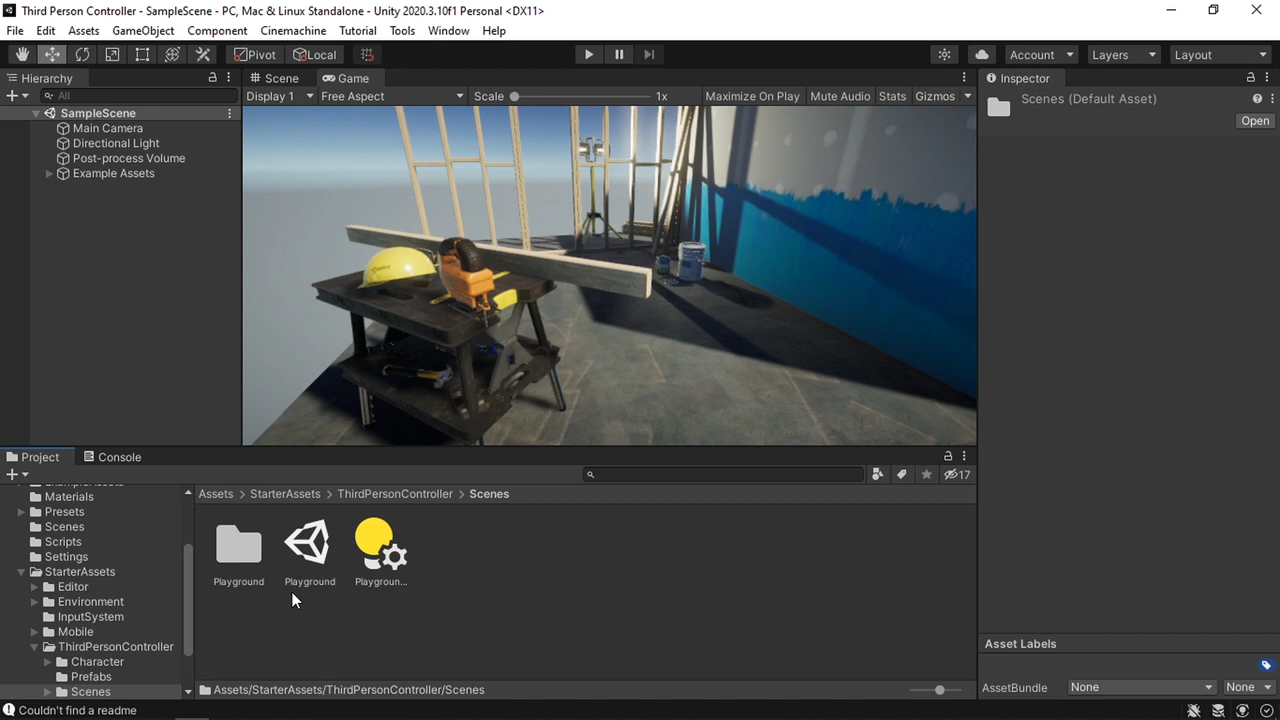 Third Person Controller - SampleScene - PC, Mac & Linux Standalone - Unity 2020.3.10f1 Personal <DX11>
File Edit Assets GameObject Component Cinemachine Tutorial Tools Window Help
Pivot Local Account Layers Layout
Hierarchy Scene Game Inspector
All Display 1 Free Aspect Scale 1x Maximize On Play Mute Audio Stats Gizmos Scenes (Default Asset)
Open
SampleScene
Main Camera
Directional Light
Post-process Volume
Example Assets
Project Console
17
Assets > StarterAssets > ThirdPersonController > Scenes
Materials
Presets
Scenes
Scripts
Settings
StarterAssets
Editor
Environment
InputSystem
Mobile
ThirdPersonController
Character
Prefabs
Scenes
Playground Playground Playgroun...
Assets/StarterAssets/ThirdPersonController/Scenes
Asset Labels
AssetBundle None None
Couldn't find a readme